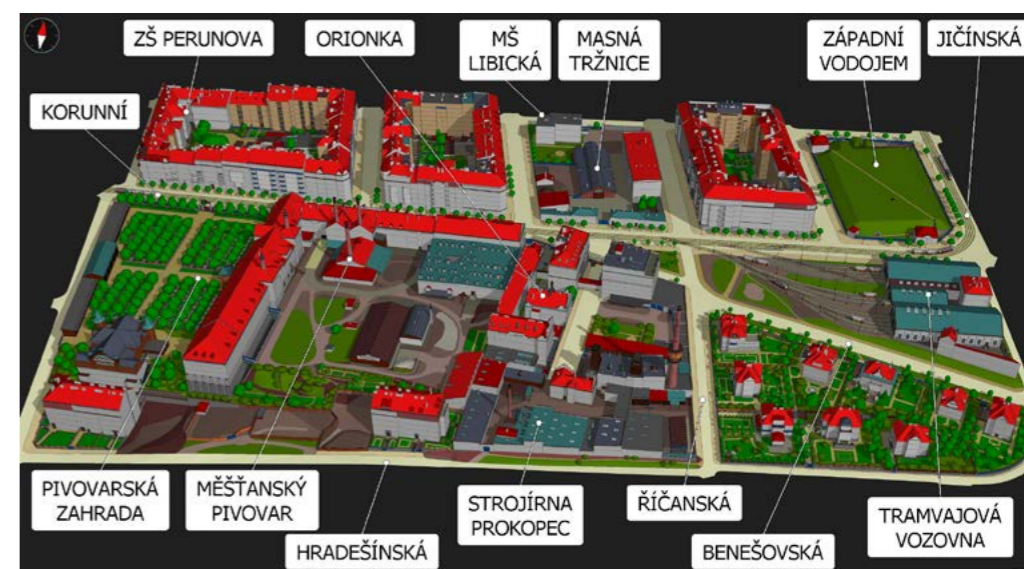 ZŠ PERUNOVA
ORIONKA
MŠ
LIBICKÁ
MASNÁ
TRŽNICE
ZÁPADNÍ
VODOJEM
JIČÍNSKÁ
KORUNNÍ
PIVOVARSKÁ
ZAHRADA
MĚŠŤANSKÝ
PIVOVAR
HRADEŠÍNSKÁ
STROJÍRNA
PROKOPEC
ŘÍČANSKÁ
BENEŠOVSKÁ
TRAMVAJOVÁ
VOZOVNA